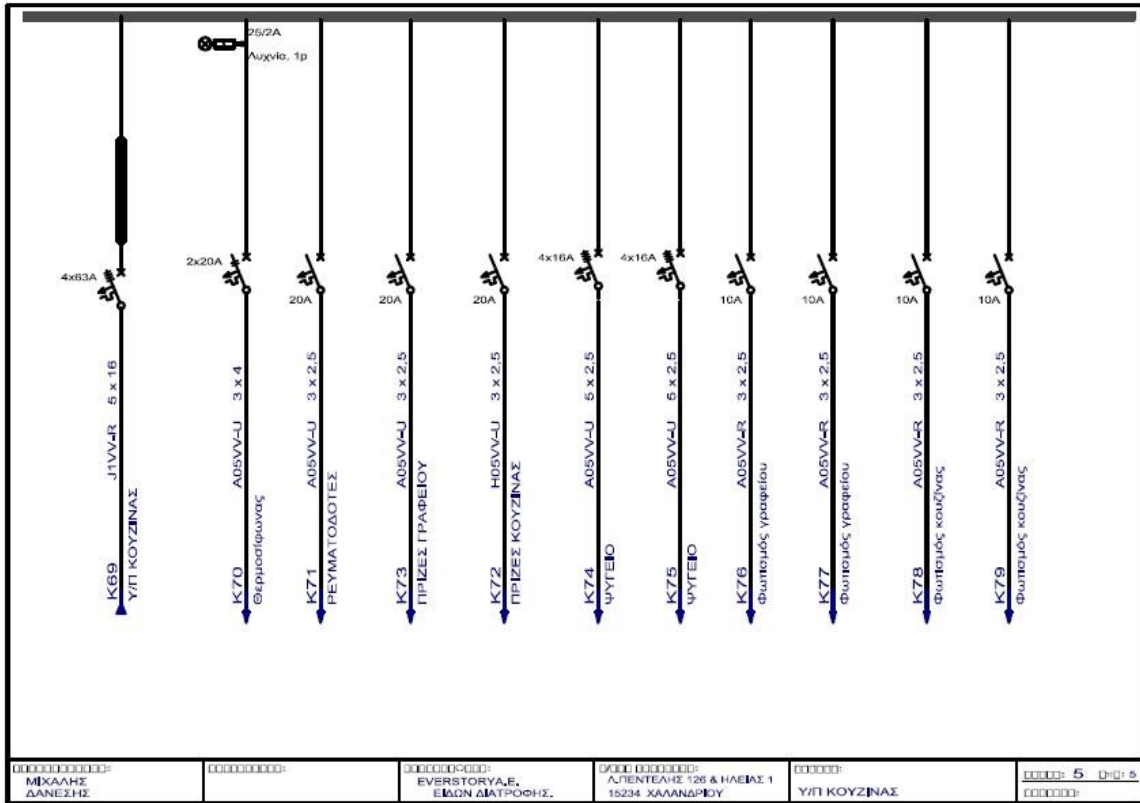 25/2A
Λυχνία, 1p
4x63A
2x20A
20A
20A
20A
4x16A
4x16A
10A
10A
10A
10A
K69 J1VV-R 5 x 16
Υ/Π ΚΟΥΖΙΝΑΣ
K70 A05VV-U 3 x 4
Θερμοσίφωνας
K71 A05VV-U 3 x 2,5
ΡΕΥΜΑΤΟΔΟΤΕΣ
K73 A05VV-U 3 x 2,5
ΠΡΙΖΕΣ ΓΡΑΦΕΙΟΥ
K72 H05VV-U 3 x 2,5
ΠΡΙΖΕΣ ΚΟΥΖΙΝΑΣ
K74 A05VV-U 5 x 2,5
ΨΥΓΕΙΟ
K75 A05VV-U 5 x 2,5
ΨΥΓΕΙΟ
K76 A05VV-R 3 x 2,5
Φωτισμός γραφείου
K77 A05VV-R 3 x 2,5
Φωτισμός γραφείου
K78 A05VV-R 3 x 2,5
Φωτισμός κουζίνας
K79 A05VV-R 3 x 2,5
Φωτισμός κουζίνας
ΜΙΧΑΛΗΣ
ΔΑΝΕΣΗΣ
EVERSTORYA,E,
ΕΙΔΩΝ ΔΙΑΤΡΟΦΗΣ.
Λ.ΠΕΝΤΕΛΗΣ 126 & ΗΛΕΙΑΣ 1
15234 ΧΑΛΑΝΔΡΙΟΥ
Υ/Π ΚΟΥΖΙΝΑΣ
5
5